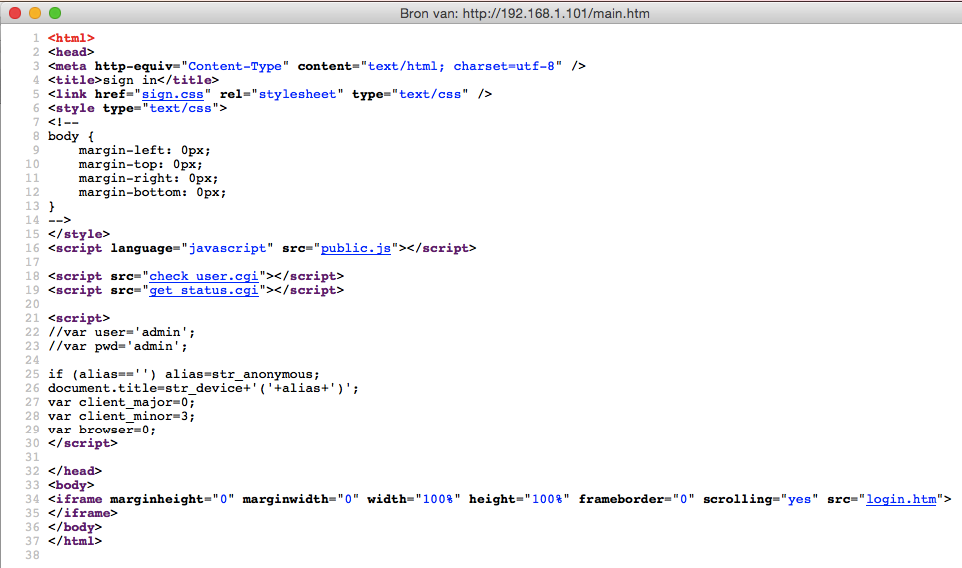 Bron van: http://192.168.1.101/main.htm
1 <html>
2 <head>
3 <meta http-equiv="Content-Type" content="text/html; charset=utf-8" />
4 <title>sign in</title>
5 <link href="sign.css" rel="stylesheet" type="text/css" />
6 <style type="text/css">
7 <!--
8 body {
9     margin-left: 0px;
10     margin-top: 0px;
11     margin-right: 0px;
12     margin-bottom: 0px;
13 }
14 -->
15 </style>
16 <script language="javascript" src="public.js"></script>
17
18 <script src="check_user.cgi"></script>
19 <script src="get_status.cgi"></script>
20
21 <script>
22 //var user='admin';
23 //var pwd='admin';
24
25 if (alias=='') alias=str_anonymous;
26 document.title=str_device+'('+alias+')';
27 var client_major=0;
28 var client_minor=3;
29 var browser=0;
30 </script>
31
32 </head>
33 <body>
34 <iframe marginheight="0" marginwidth="0" width="100%" height="100%" frameborder="0" scrolling="yes" src="login.htm">
35 </iframe>
36 </body>
37 </html>
38